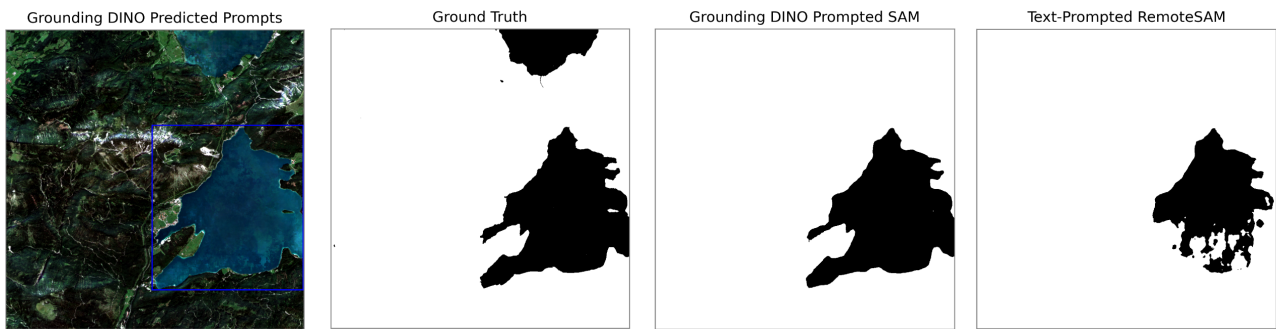 Grounding DINO Predicted Prompts
Ground Truth
Grounding DINO Prompted SAM
Text-Prompted RemoteSAM